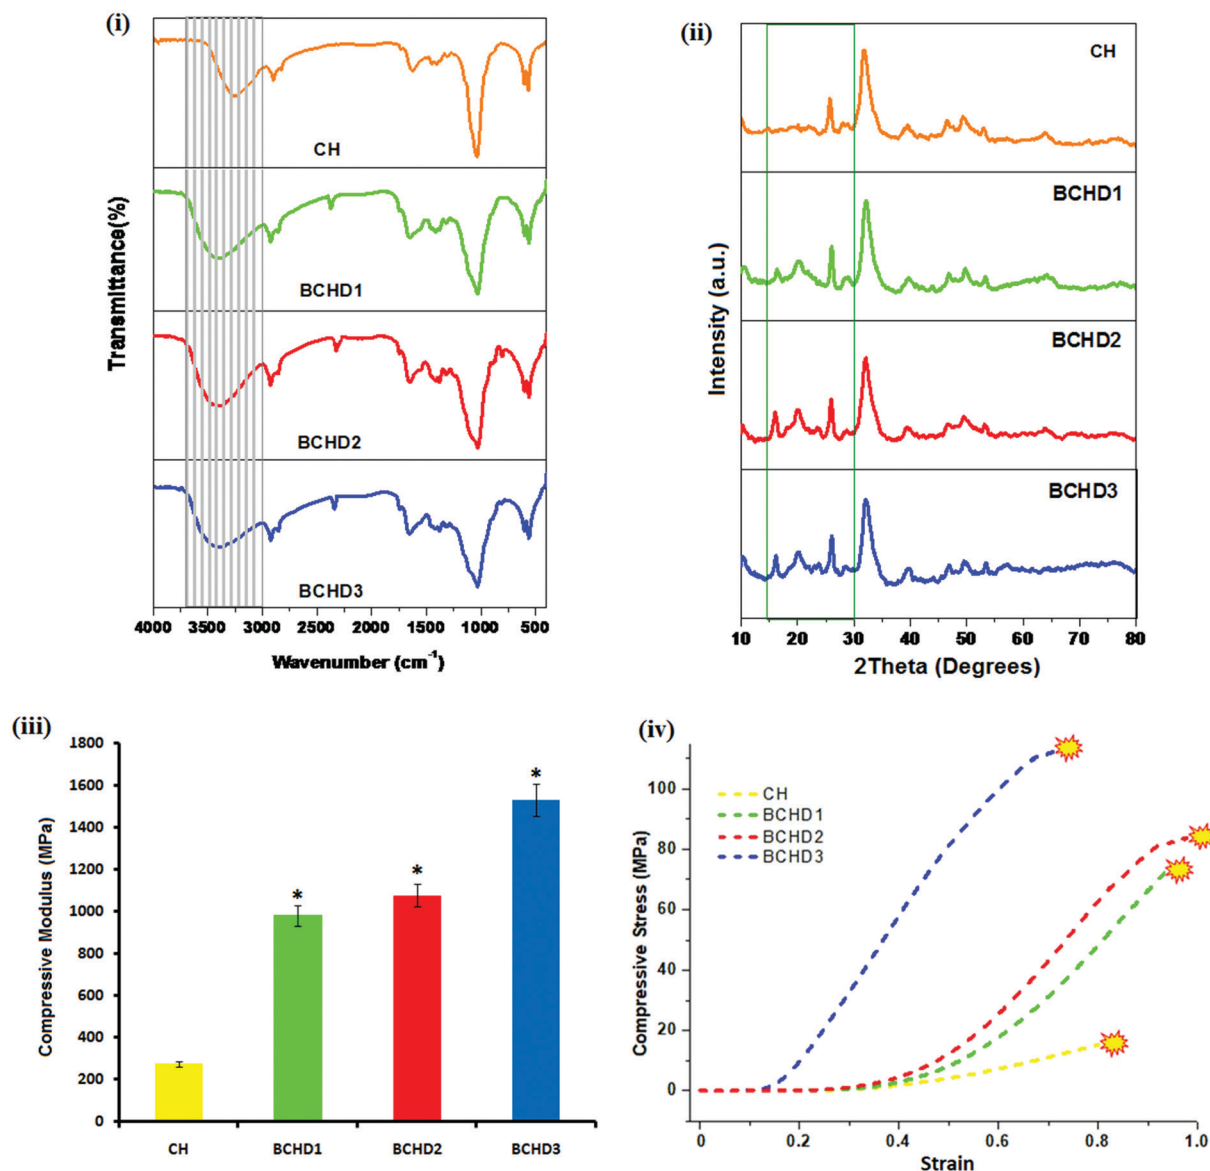 (i)
CH
BCHD1
BCHD2
BCHD3
Transmittance(%)
4000 3500 3000 2500 2000 1500 1000 500
Wavenumber (cm⁻¹)
(ii)
CH
BCHD1
BCHD2
BCHD3
Intensity (a.u.)
10 20 30 40 50 60 70 80
2Theta (Degrees)
(iii)
Compressive Modulus (MPa)
1800
1600
1400
1200
1000
800
600
400
200
0
* * *
CH BCHD1 BCHD2 BCHD3
(iv)
Compressive Stress (MPa)
100
80
60
40
20
0
CH
BCHD1
BCHD2
BCHD3
0 0.2 0.4 0.6 0.8 1.0
Strain